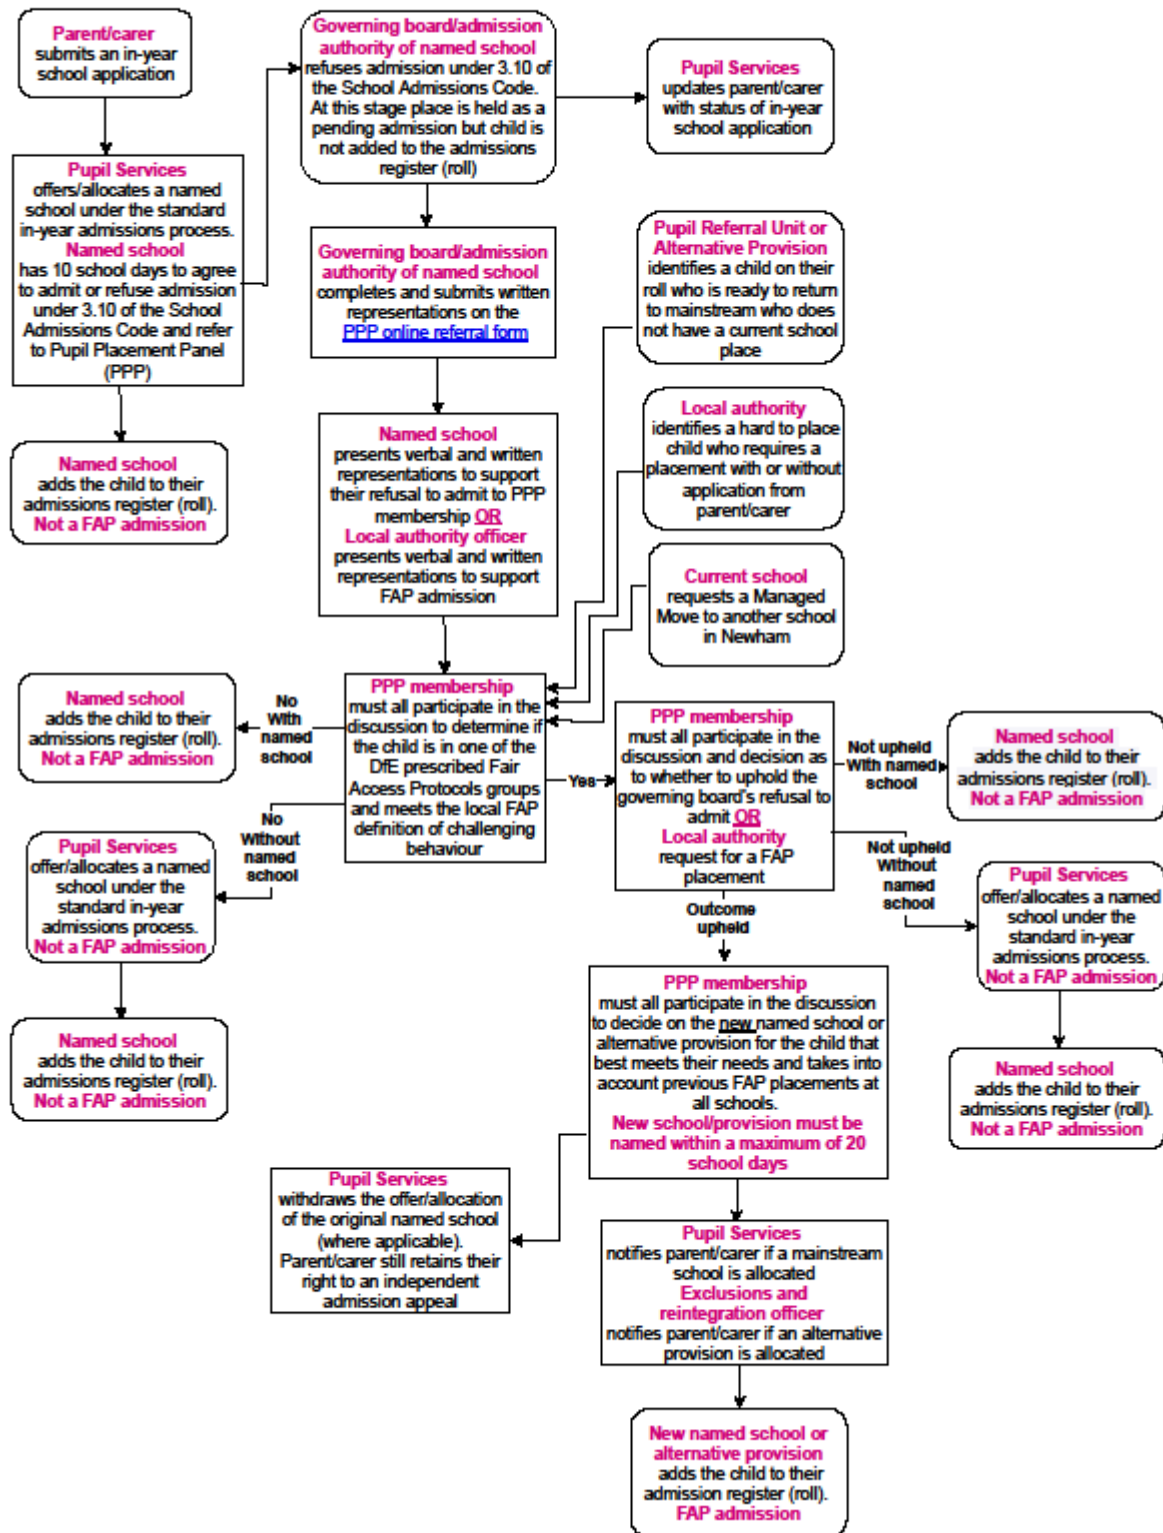 Parent/carer
submits an in-year
school application
Governing board/admission
authority of named school
refuses admission under 3.10 of
the School Admissions Code.
At this stage place is held as a
pending admission but child is
not added to the admissions
register (roll)
Pupil Services
updates parent/carer
with status of in-year
school application
Pupil Services
offers/allocates a named
school under the standard
in-year admissions process.
Named school
has 10 school days to agree
to admit or refuse admission
under 3.10 of the School
Admissions Code and refer
to Pupil Placement Panel
(PPP)
Governing board/admission
authority of named school
completes and submits written
representations on the
PPP online referral form
Pupil Referral Unit or
Alternative Provision
identifies a child on their
roll who is ready to return
to mainstream who does
not have a current school
place
Named school
adds the child to their
admissions register (roll).
Not a FAP admission
Named school
presents verbal and written
representations to support
their refusal to admit to PPP
membership OR
Local authority officer
presents verbal and written
representations to support
FAP admission
Local authority
identifies a hard to place
child who requires a
placement with or without
application from
parent/carer
Current school
requests a Managed
Move to another school
in Newham
Named school
adds the child to their
admissions register (roll).
Not a FAP admission
No
With
named
school
PPP membership
must all participate in the
discussion to determine if
the child is in one of the
DfE prescribed Fair
Access Protocols groups
and meets the local FAP
definition of challenging
behaviour
Yes
PPP membership
must all participate in the
discussion and decision as
to whether to uphold the
governing board's refusal to
admit OR
Local authority
request for a FAP
placement
Not upheld
With named
school
Named school
adds the child to their
admissions register (roll).
Not a FAP admission
No
Without
named
school
Pupil Services
offer/allocates a named
school under the
standard in-year
admissions process.
Not a FAP admission
Not upheld
Without
named
school
Pupil Services
offer/allocates a named
school under the
standard in-year
admissions process.
Not a FAP admission
Outcome
upheld
Named school
adds the child to their
admissions register (roll).
Not a FAP admission
PPP membership
must all participate in the discussion
to decide on the new named school or
alternative provision for the child that
best meets their needs and takes into
account previous FAP placements at
all schools.
New school/provision must be
named within a maximum of 20
school days
Named school
adds the child to their
admissions register (roll).
Not a FAP admission
Pupil Services
withdraws the offer/allocation
of the original named school
(where applicable).
Parent/carer still retains their
right to an independent
admission appeal
Pupil Services
notifies parent/carer if a mainstream
school is allocated
Exclusions and
reintegration officer
notifies parent/carer if an alternative
provision is allocated
New named school or
alternative provision
adds the child to their
admission register (roll).
FAP admission